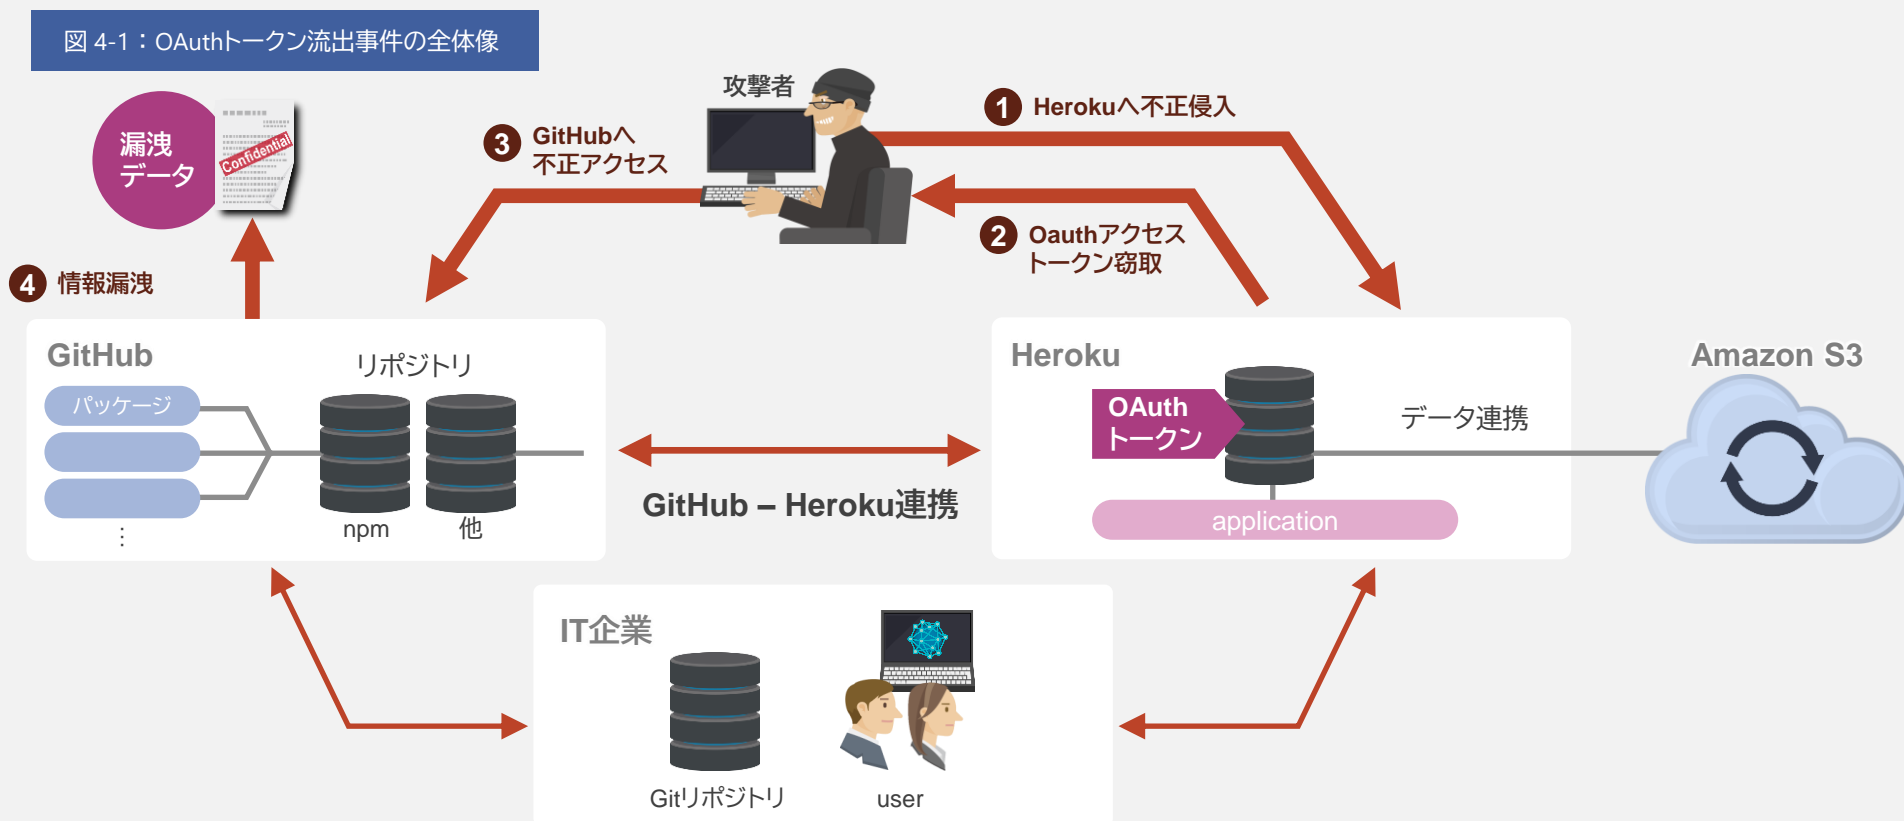 図 4-1：OAuthトークン流出事件の全体像
攻撃者
1 Herokuへ不正侵入
3 GitHubへ
不正アクセス
漏洩
データ
Confidential
2 Oauthアクセス
トークン窃取
4 情報漏洩
GitHub
リポジトリ
パッケージ
⋮
npm
他
GitHub – Heroku連携
Heroku
OAuth
トークン
データ連携
application
Amazon S3
IT企業
Gitリポジトリ
user